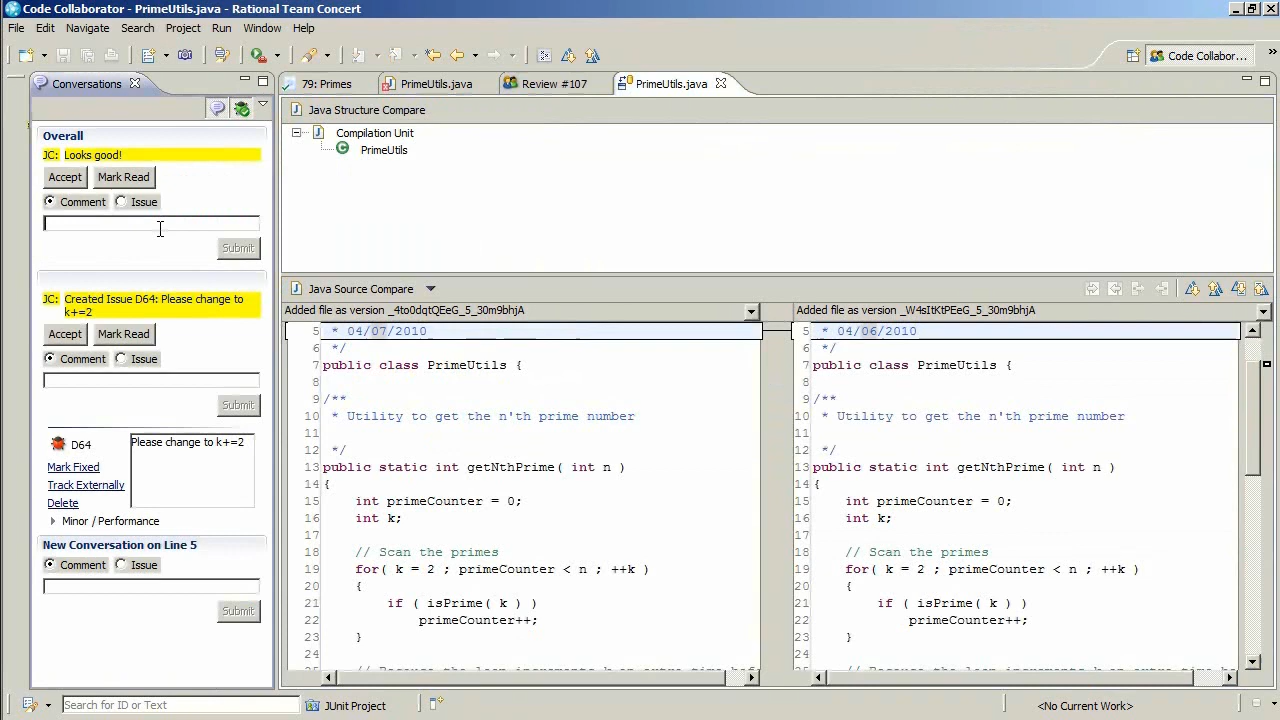 Code Collaborator - PrimeUtils.java - Rational Team Concert
File Edit Navigate Search Project Run Window Help
Code Collabor...
Conversations
79: Primes PrimeUtils.java Review #107 PrimeUtils.java
Java Structure Compare
Compilation Unit
PrimeUtils
Overall
JC: Looks good!
Accept Mark Read
Comment Issue
Submit
JC: Created Issue D64: Please change to
k+=2
Accept Mark Read
Comment Issue
Submit
D64 Please change to k+=2
Mark Fixed
Track Externally
Delete
Minor / Performance
New Conversation on Line 5
Comment Issue
Submit
Java Source Compare
Added file as version _4to0dqtQEeG_5_30m9bhjA
5 * 04/07/2010
6 */
7 public class PrimeUtils {
8
9 /**
10 * Utility to get the n'th prime number
11
12 */
13 public static int getNthPrime( int n )
14 {
15 int primeCounter = 0;
16 int k;
17
18 // Scan the primes
19 for( k = 2 ; primeCounter < n ; ++k )
20 {
21 if ( isPrime( k ) )
22 primeCounter++;
23 }
24
Added file as version _W4sItKtPEeG_5_30m9bhjA
5 * 04/06/2010
6 */
7 public class PrimeUtils {
8
9 /**
10 * Utility to get the n'th prime number
11
12 */
13 public static int getNthPrime( int n )
14 {
15 int primeCounter = 0;
16 int k;
17
18 // Scan the primes
19 for( k = 2 ; primeCounter < n ; ++k )
20 {
21 if ( isPrime( k ) )
22 primeCounter++;
23 }
24
Search for ID or Text JUnit Project <No Current Work>